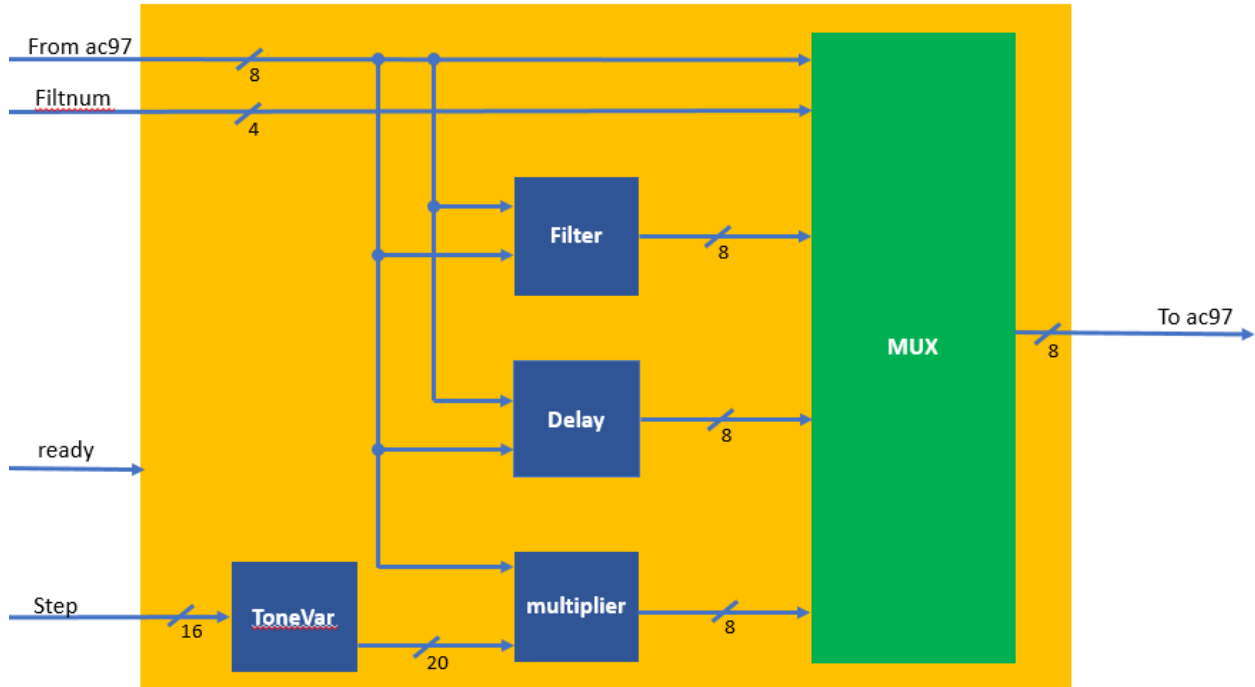 From ac97
8
Filtnum
4
Filter
8
MUX
To ac97
8
Delay
8
ready
Step
16
ToneVar
20
multiplier
8